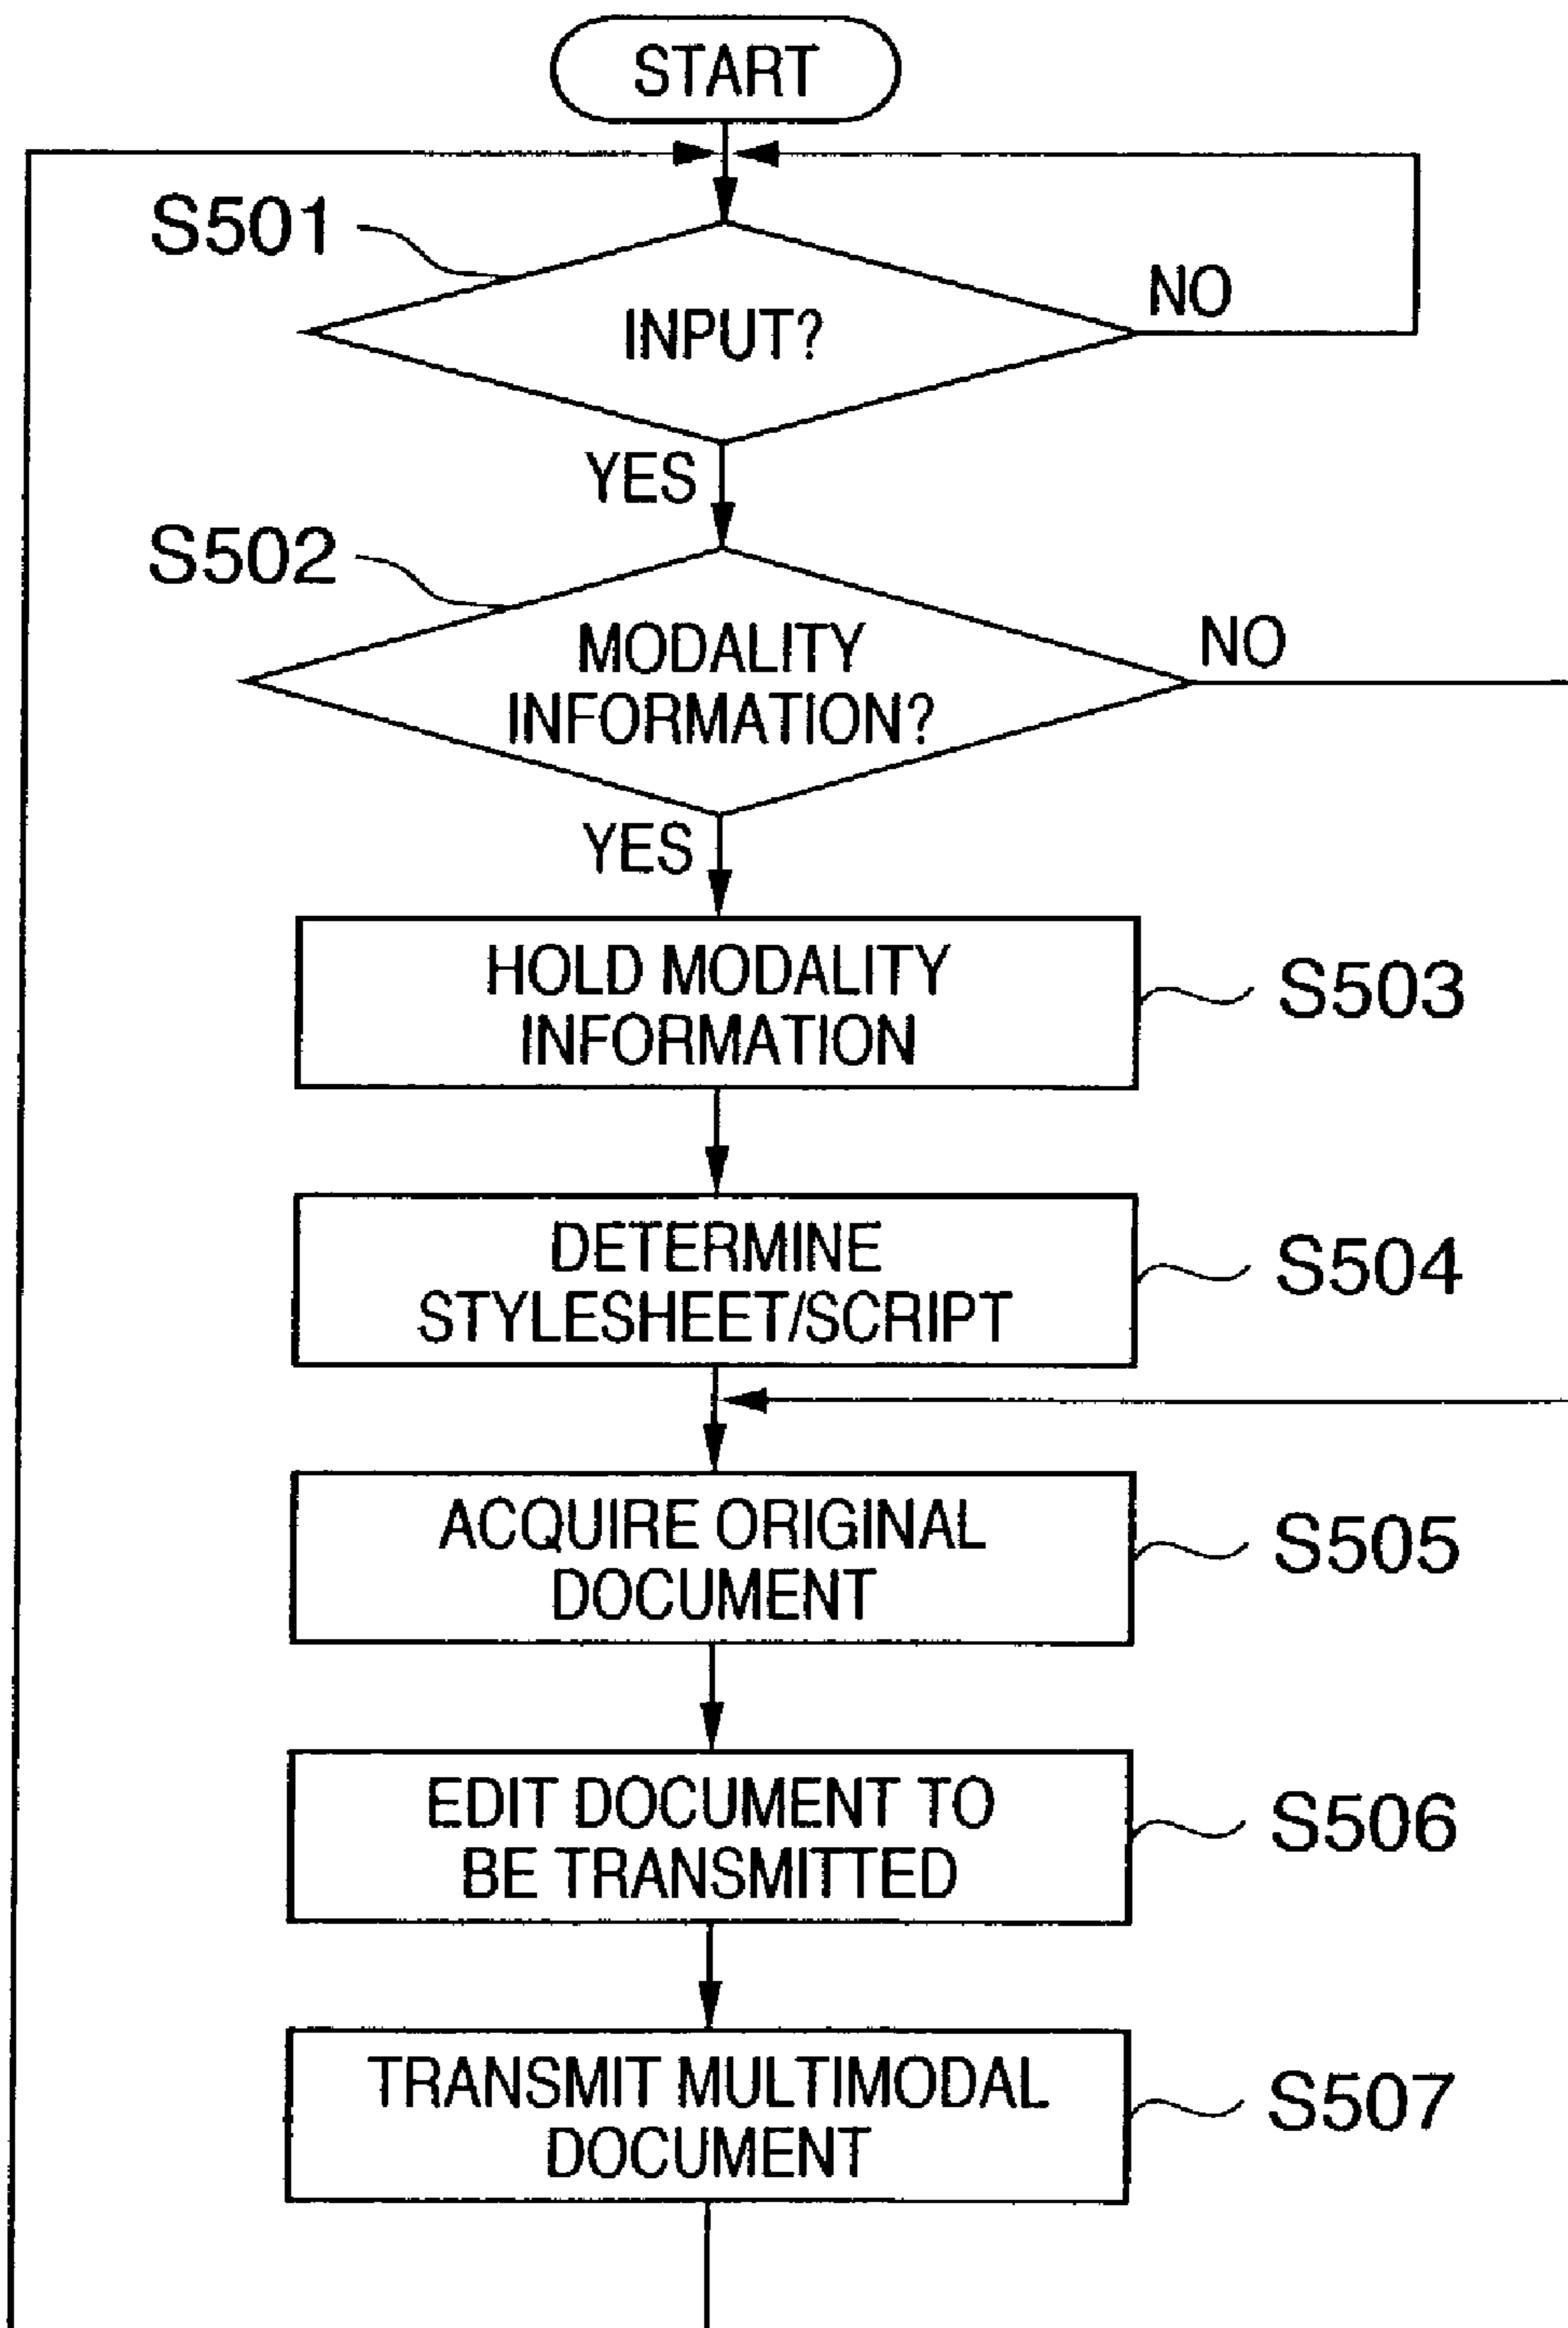 START
S501
INPUT?
NO
YES
S502
MODALITY
INFORMATION?
NO
YES
HOLD MODALITY
INFORMATION
S503
DETERMINE
STYLESHEET/SCRIPT
S504
ACQUIRE ORIGINAL
DOCUMENT
S505
EDIT DOCUMENT TO
BE TRANSMITTED
S506
TRANSMIT MULTIMODAL
DOCUMENT
S507